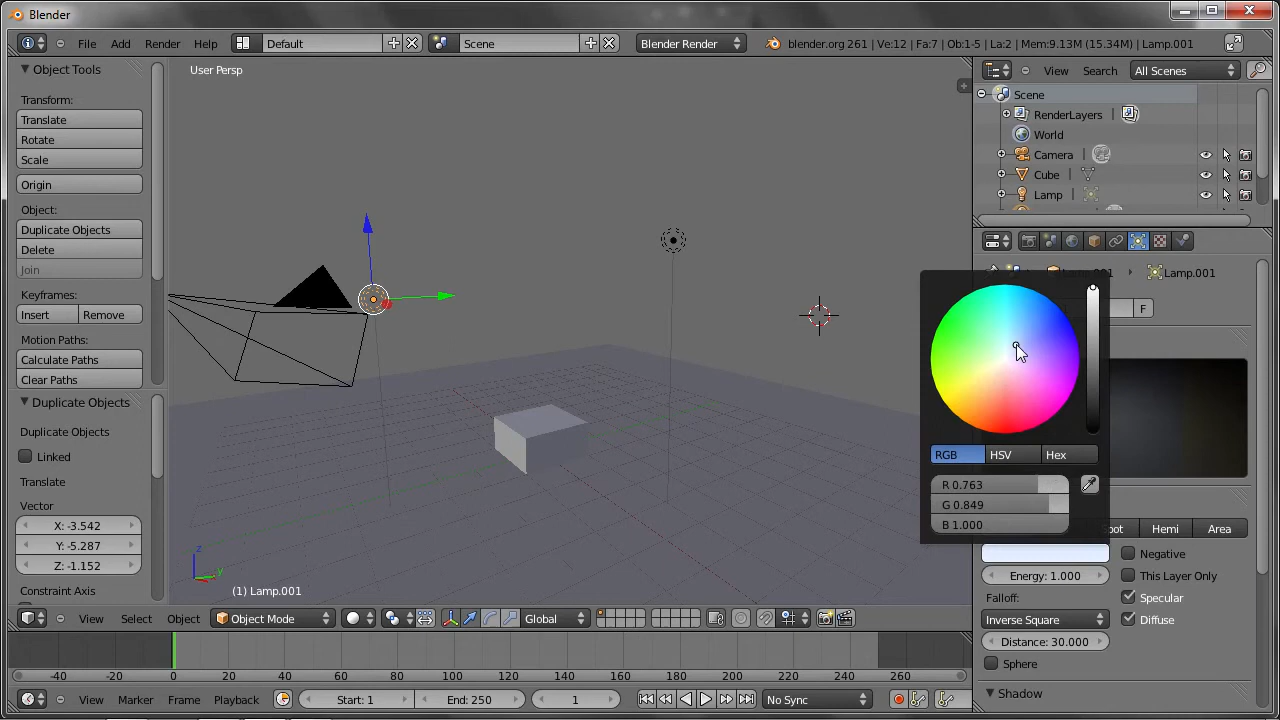 Blender
File Add Render Help Default Scene Blender Render blender.org 261 | Ve:12 | Fa:7 | Ob:1-5 | La:2 | Mem:9.13M (15.34M) | Lamp.001
Object Tools
Transform:
Translate
Rotate
Scale
Origin
Object:
Duplicate Objects
Delete
Join
Keyframes:
Insert Remove
Motion Paths:
Calculate Paths
Clear Paths
Duplicate Objects
Duplicate Objects
Linked
Translate
Vector
X: -3.542
Y: -5.287
Z: -1.152
Constraint Axis
User Persp
z
y
(1) Lamp.001
View Select Object Object Mode Global
-40 -20 0 20 40 60 80 100 120 140 160 180 200 220 240 260
View Marker Frame Playback Start: 1 End: 250 1 No Sync
View Search All Scenes
Scene
RenderLayers |
World
Camera |
Cube |
Lamp |
Lamp.001
F
RGB HSV Hex
R 0.763
G 0.849
B 1.000
Hemi Area
Negative
Energy: 1.000 This Layer Only
Falloff: Specular
Inverse Square Diffuse
Distance: 30.000
Sphere
Shadow